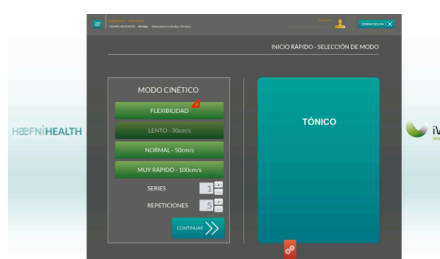 INICIO RÁPIDO - SELECCIÓN DE MODO
MODO CINÉTICO
FLEXIBILIDAD
LENTO - 30cm/s
NORMAL - 50cm/s
MUY RÁPIDO - 100cm/s
SERIES 1
REPETICIONES 5
CONTINUAR
TÓNICO
HÆFNI HEALTH